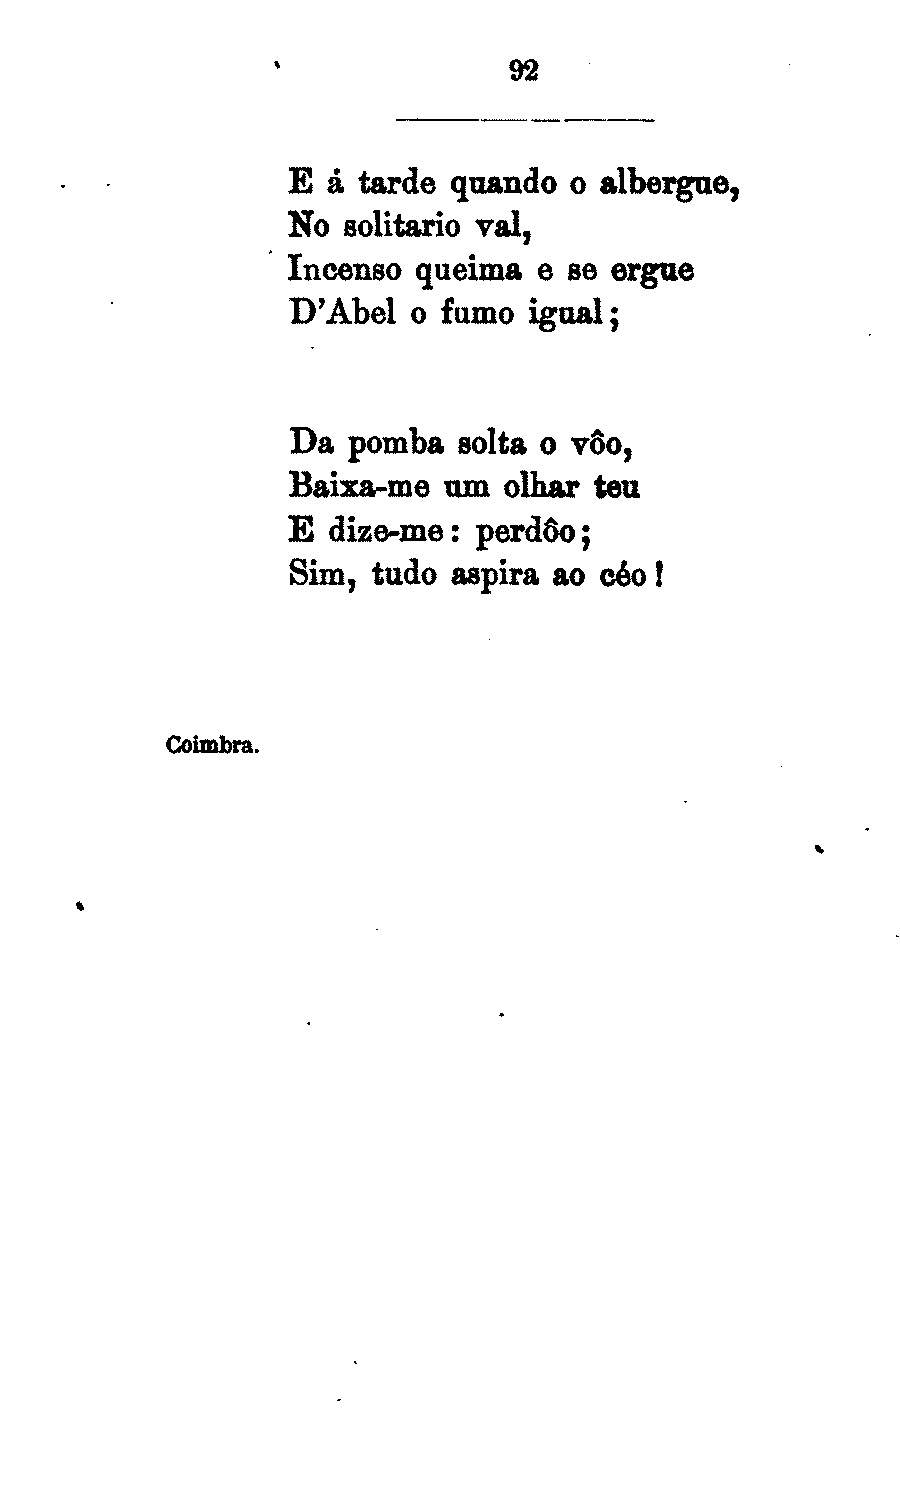 92
E á tarde quando o albergue,
No solitario val,
Incenso queima e se ergue
D'Abel o fumo igual;
Da pomba solta o vôo,
Baixa-me um olhar teu
E dize-me: perdôo;
Sim, tudo aspira ao céo!
Coimbra.